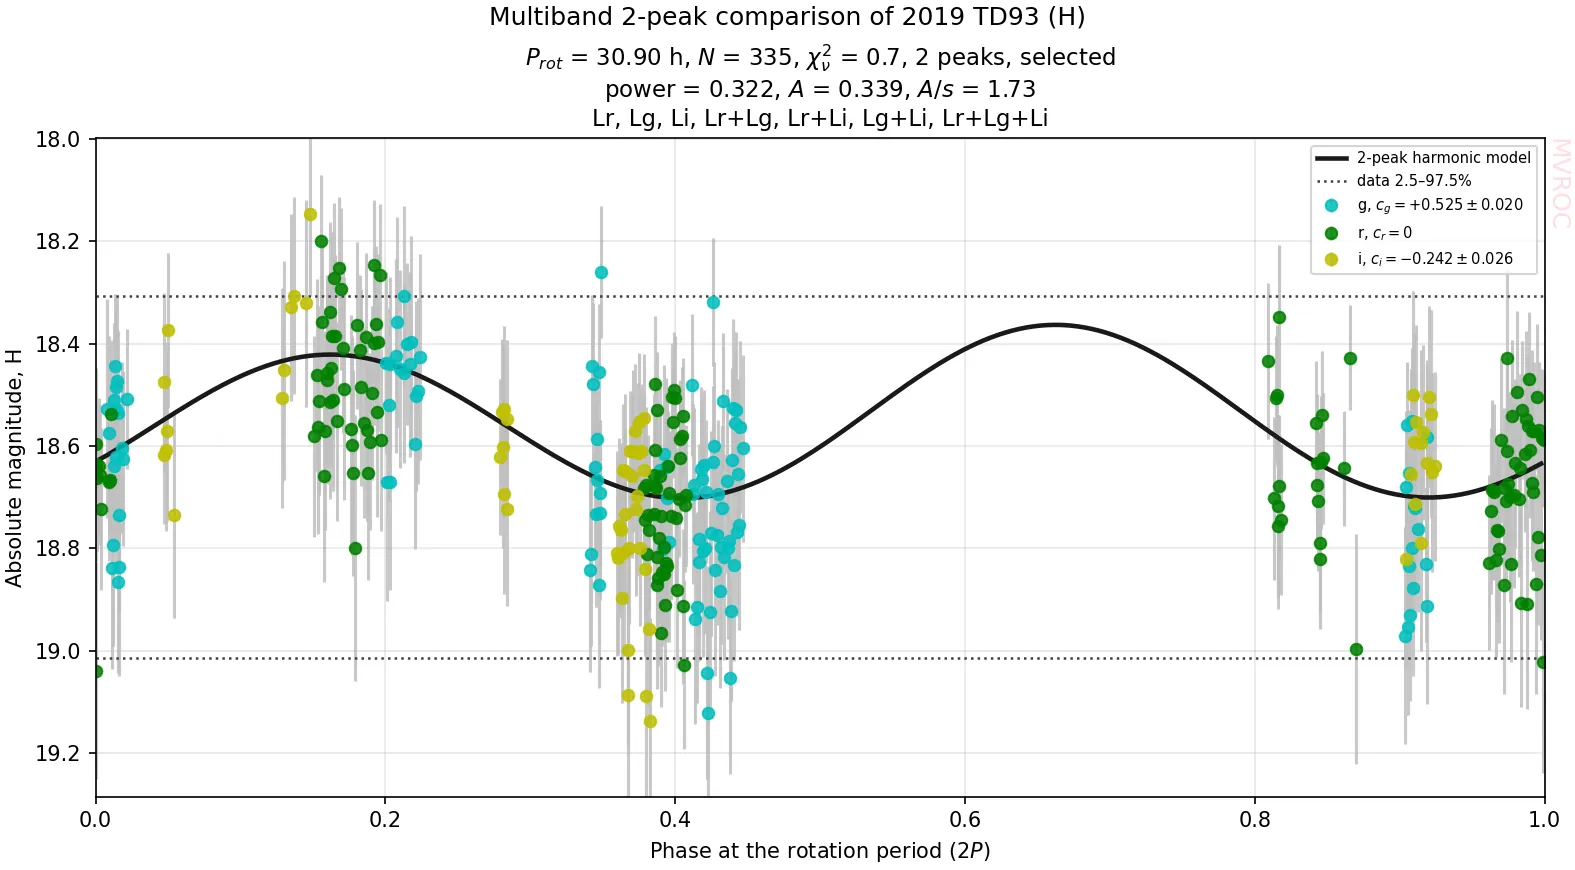 Multiband 2-peak comparison of 2019 TD93 (H)
P_rot = 30.90 h, N = 335, χ²_ν = 0.7, 2 peaks, selected
power = 0.322, A = 0.339, A/s = 1.73
Lr, Lg, Li, Lr+Lg, Lr+Li, Lg+Li, Lr+Lg+Li
2-peak harmonic model
data 2.5–97.5%
g, c_g = +0.525 ± 0.020
r, c_r = 0
i, c_i = −0.242 ± 0.026
MVROC
Absolute magnitude, H
18.0
18.2
18.4
18.6
18.8
19.0
19.2
0.0 0.2 0.4 0.6 0.8 1.0
Phase at the rotation period (2P)